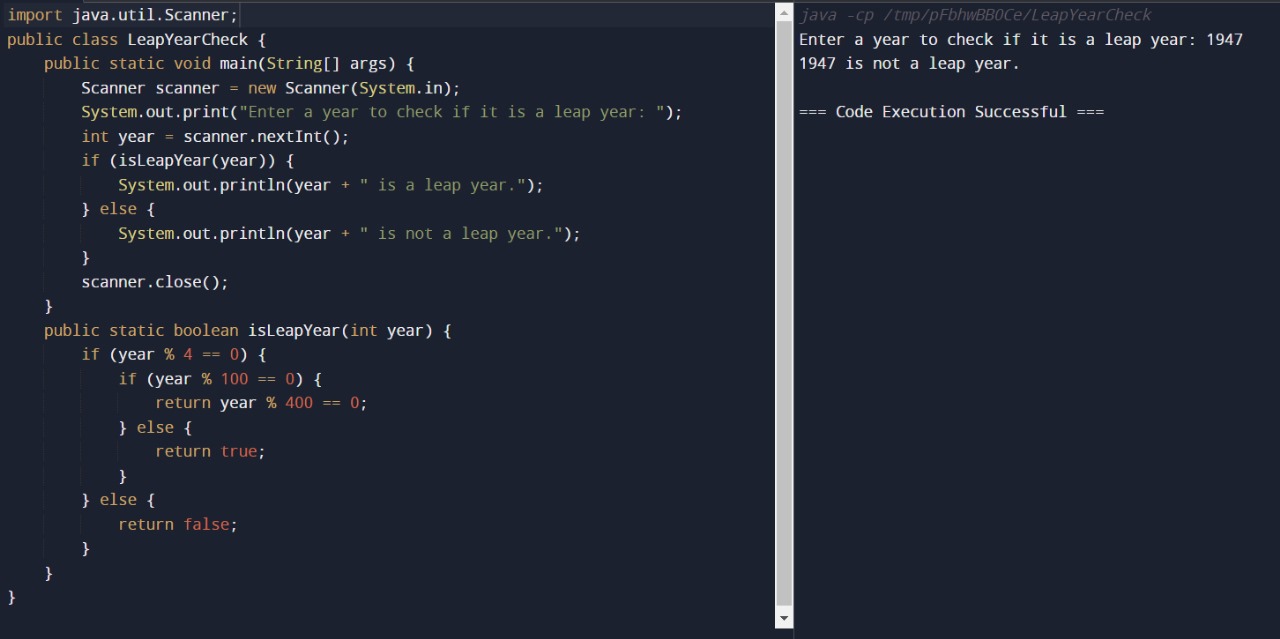 import java.util.Scanner;
public class LeapYearCheck {
    public static void main(String[] args) {
        Scanner scanner = new Scanner(System.in);
        System.out.print("Enter a year to check if it is a leap year: ");
        int year = scanner.nextInt();
        if (isLeapYear(year)) {
            System.out.println(year + " is a leap year.");
        } else {
            System.out.println(year + " is not a leap year.");
        }
        scanner.close();
    }
    public static boolean isLeapYear(int year) {
        if (year % 4 == 0) {
            if (year % 100 == 0) {
                return year % 400 == 0;
            } else {
                return true;
            }
        } else {
            return false;
        }
    }
}
java -cp /tmp/pFbhwBBOCe/LeapYearCheck
Enter a year to check if it is a leap year: 1947
1947 is not a leap year.
=== Code Execution Successful ===